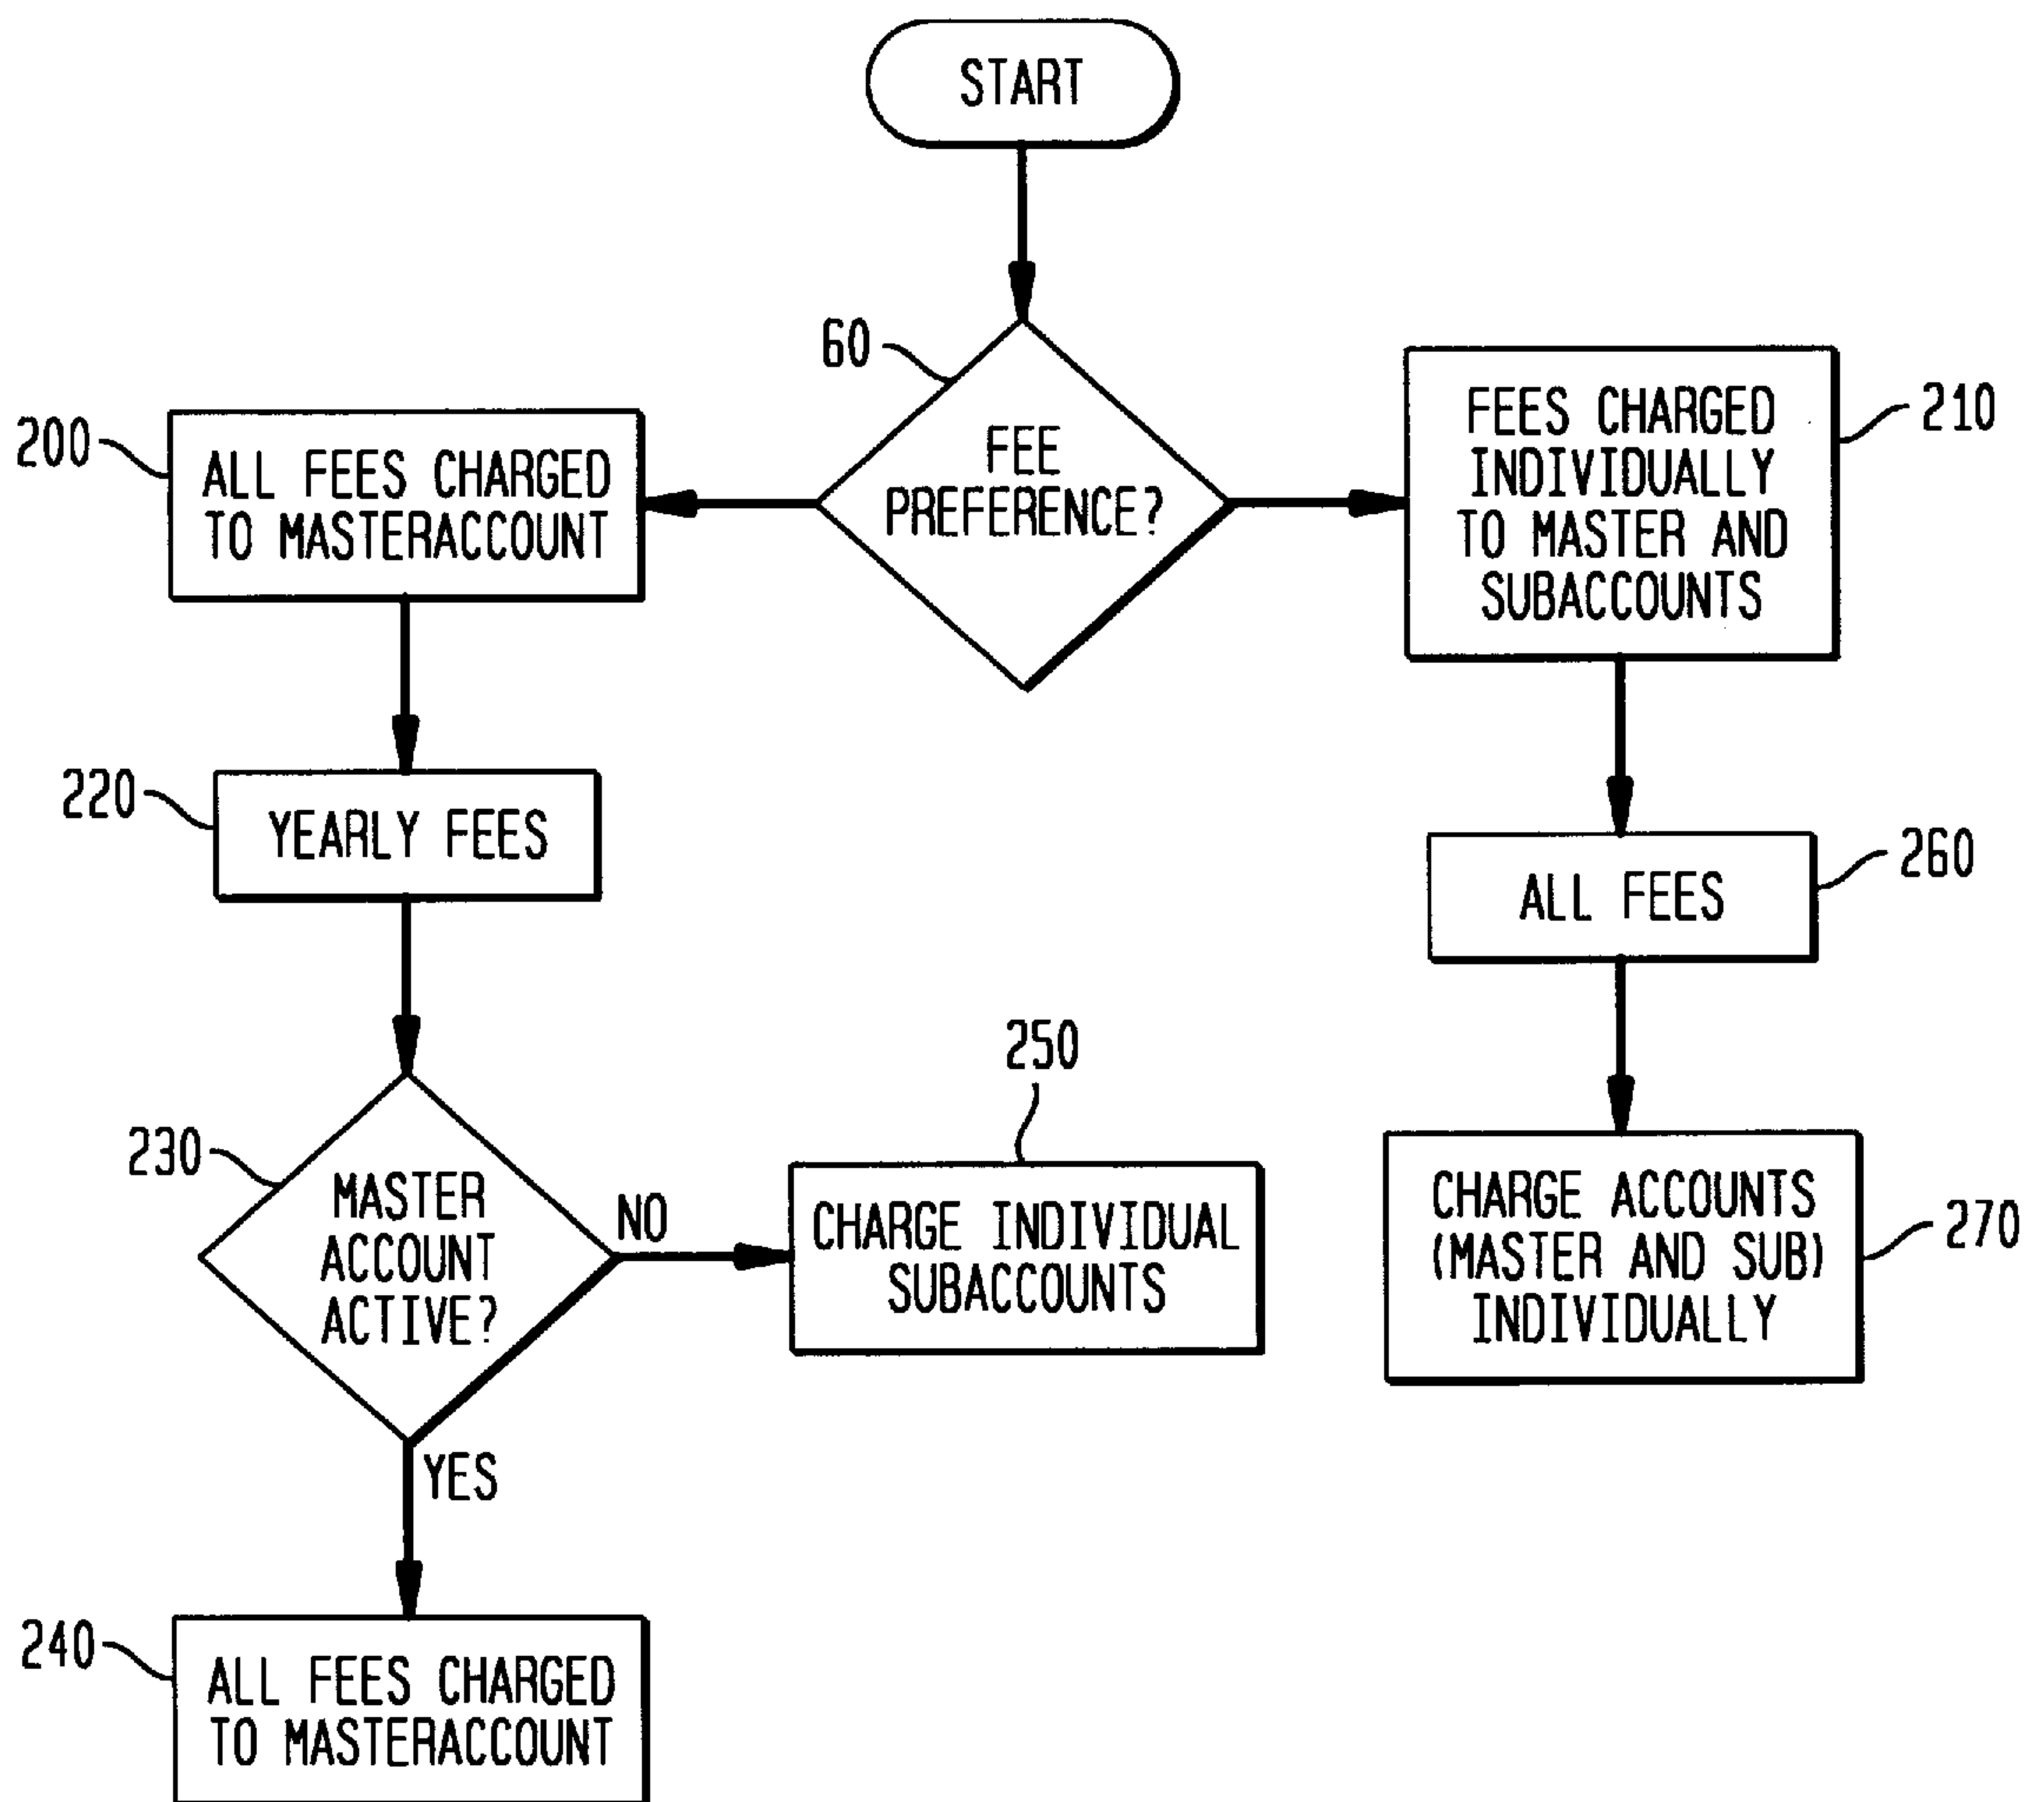 START
60
FEE
PREFERENCE?
200
ALL FEES CHARGED
TO MASTERACCOUNT
210
FEES CHARGED
INDIVIDUALLY
TO MASTER AND
SUBACCOUNTS
220
YEARLY FEES
260
ALL FEES
230
MASTER
ACCOUNT
ACTIVE?
NO
YES
250
CHARGE INDIVIDUAL
SUBACCOUNTS
270
CHARGE ACCOUNTS
(MASTER AND SUB)
INDIVIDUALLY
240
ALL FEES CHARGED
TO MASTERACCOUNT